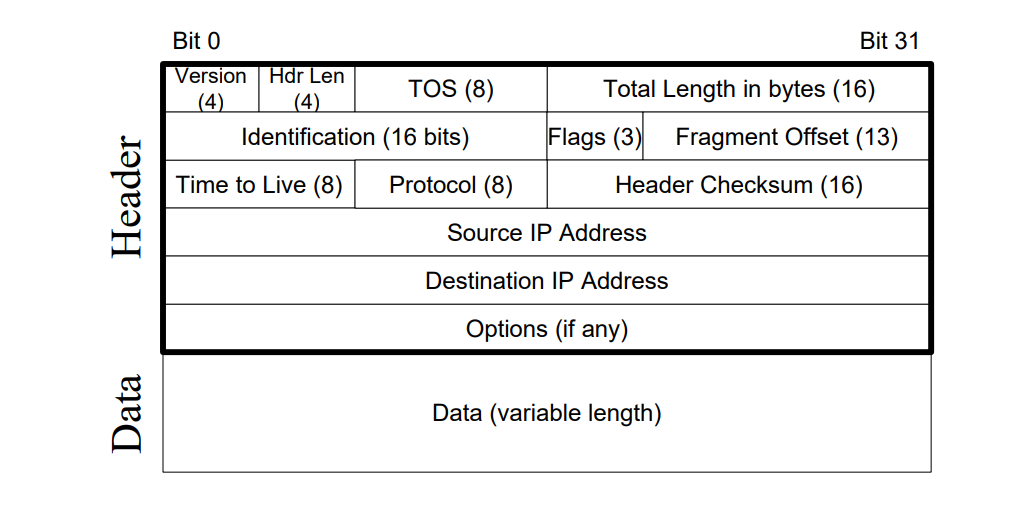 Bit 0
Bit 31
Version
(4)
Hdr Len
(4)
TOS (8)
Total Length in bytes (16)
Identification (16 bits)
Flags (3)
Fragment Offset (13)
Time to Live (8)
Protocol (8)
Header Checksum (16)
Source IP Address
Destination IP Address
Options (if any)
Header
Data (variable length)
Data